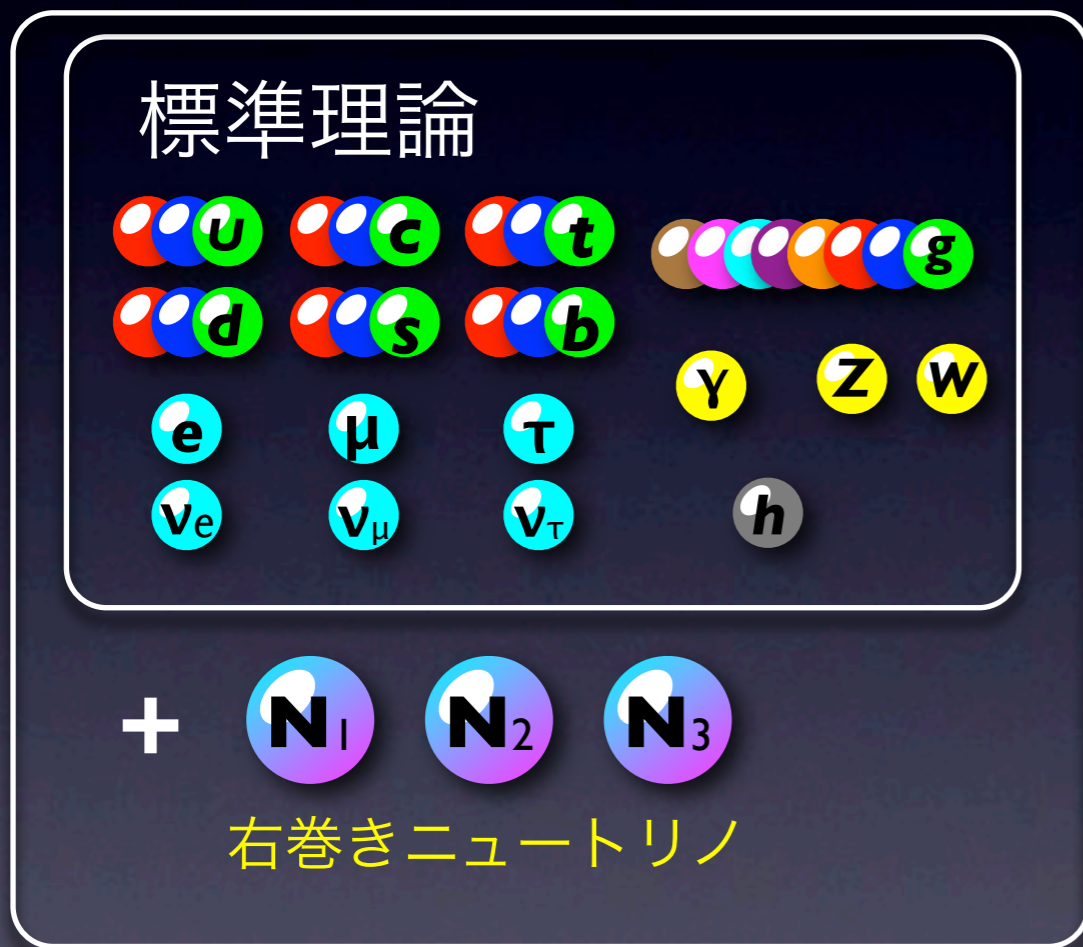 標準理論
u c t g
d s b
γ Z W
e μ τ
νe νμ ντ h
+ N1 N2 N3
右巻きニュートリノ